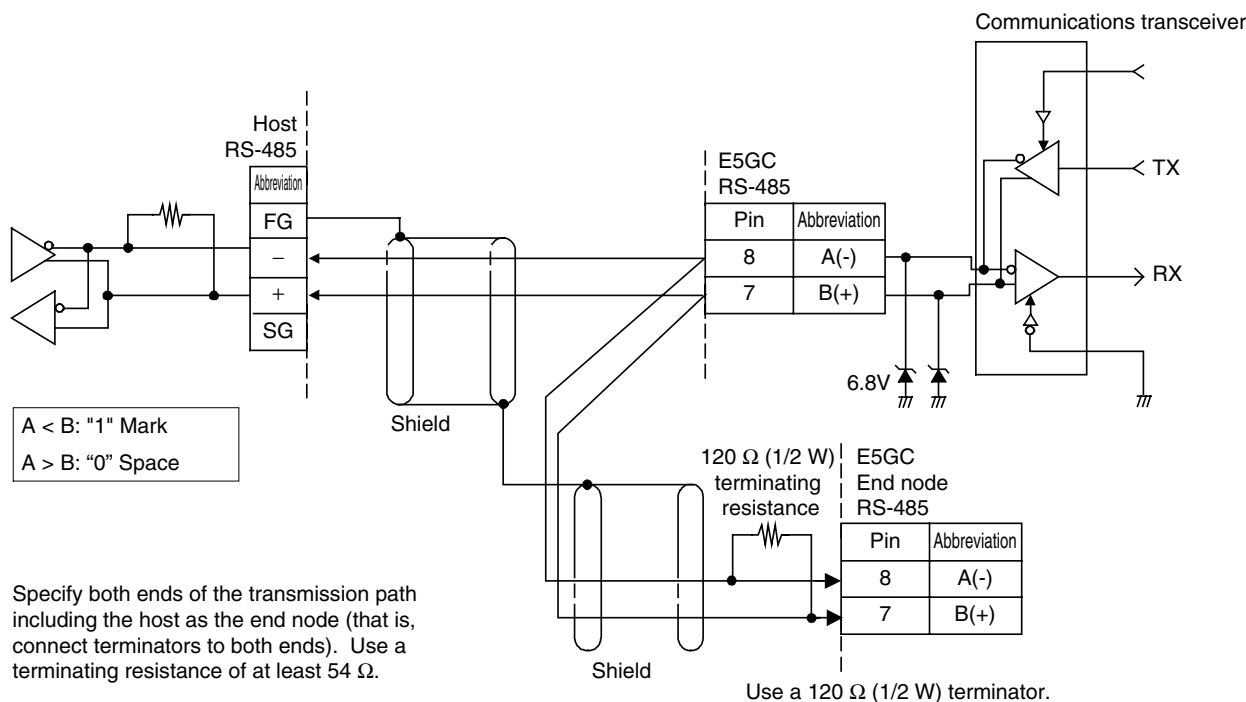 Communications transceiver
Host
RS-485
Abbreviation
FG
−
+
SG
E5GC
RS-485
Pin
Abbreviation
8
A(-)
7
B(+)
TX
RX
6.8V
Shield
A < B: "1" Mark
A > B: “0” Space
120 Ω (1/2 W)
terminating
resistance
E5GC
End node
RS-485
Pin
Abbreviation
8
A(-)
7
B(+)
Shield
Specify both ends of the transmission path
including the host as the end node (that is,
connect terminators to both ends). Use a
terminating resistance of at least 54 Ω.
Use a 120 Ω (1/2 W) terminator.